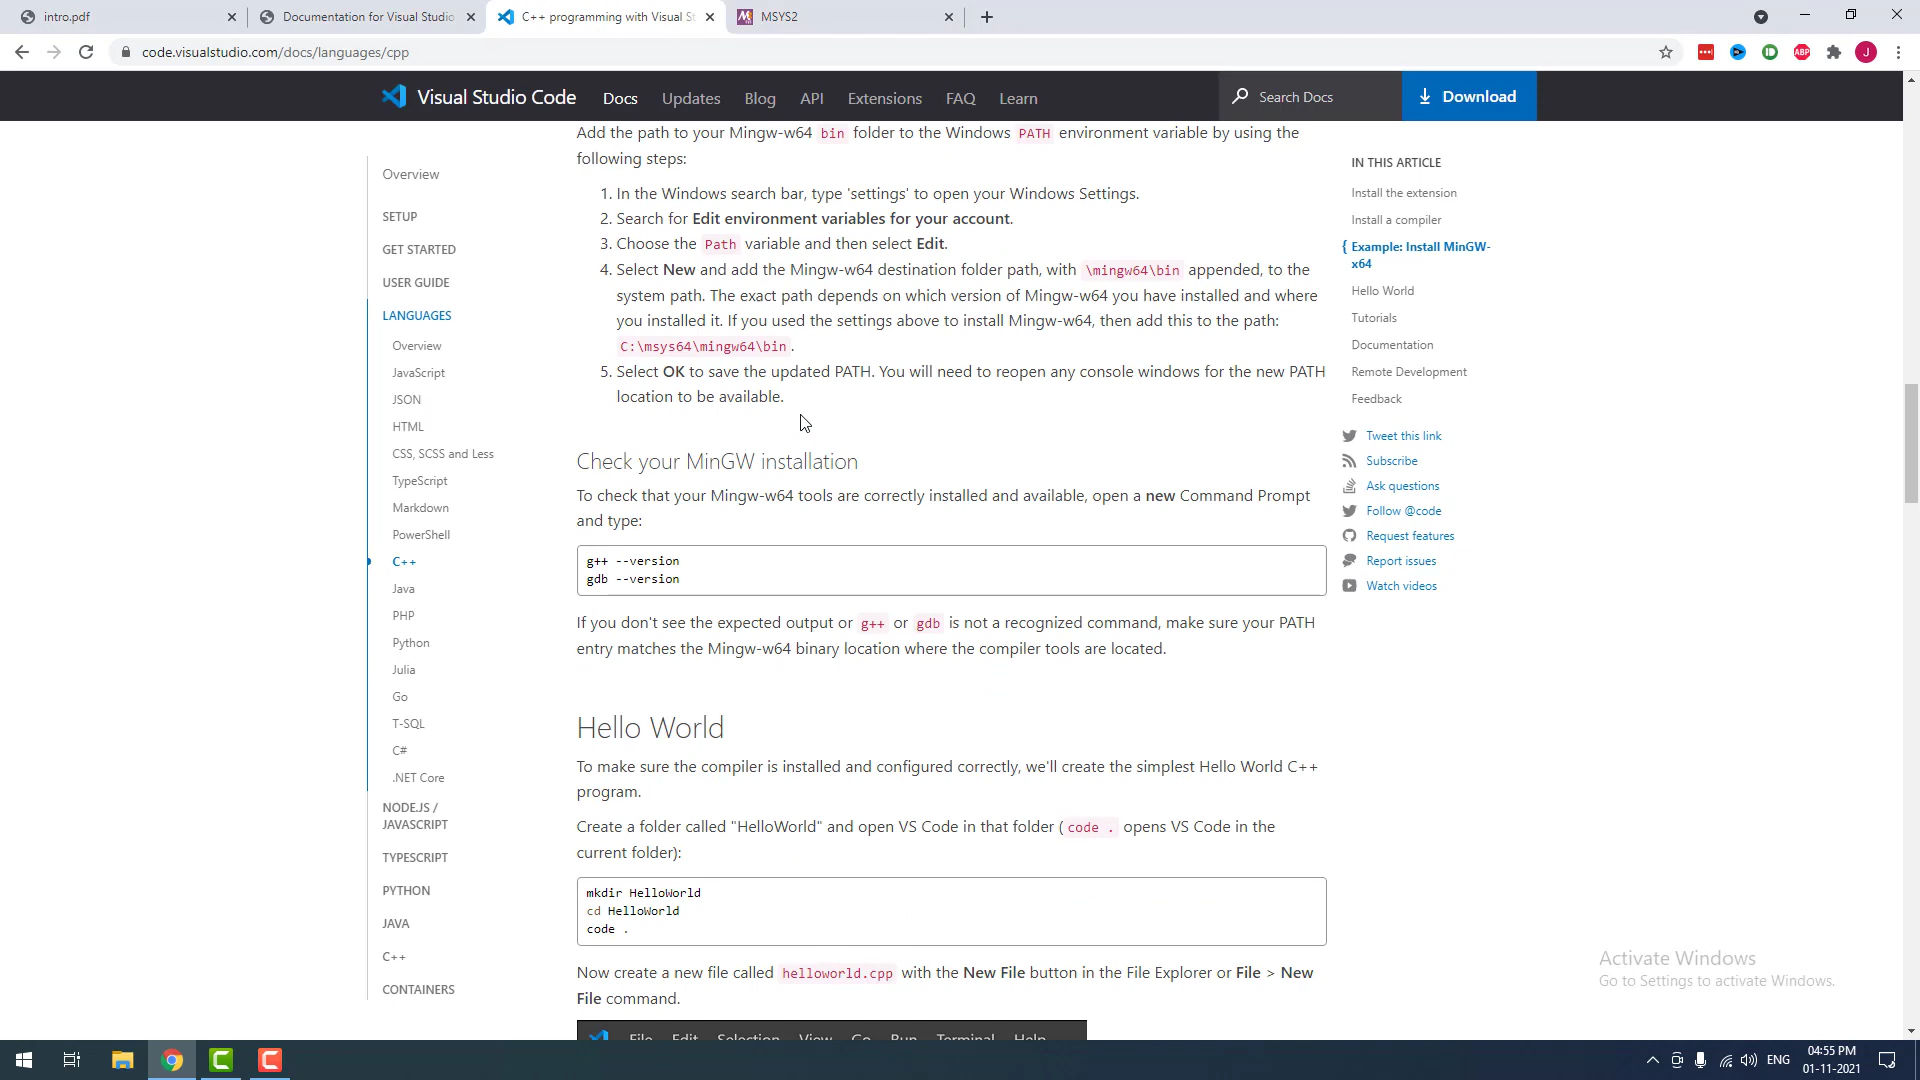 intro.pdf
Documentation for Visual Studio
C++ programming with Visual St
MSYS2
code.visualstudio.com/docs/languages/cpp
ABP
J
Visual Studio Code
Docs
Updates
Blog
API
Extensions
FAQ
Learn
Search Docs
Download
Overview
SETUP
GET STARTED
USER GUIDE
LANGUAGES
Overview
JavaScript
JSON
HTML
CSS, SCSS and Less
TypeScript
Markdown
PowerShell
C++
Java
PHP
Python
Julia
Go
T-SQL
C#
.NET Core
NODE.JS /
JAVASCRIPT
TYPESCRIPT
PYTHON
JAVA
C++
CONTAINERS
Add the path to your Mingw-w64 bin folder to the Windows PATH environment variable by using the
following steps:
1. In the Windows search bar, type 'settings' to open your Windows Settings.
2. Search for Edit environment variables for your account.
3. Choose the Path variable and then select Edit.
4. Select New and add the Mingw-w64 destination folder path, with \mingw64\bin appended, to the
system path. The exact path depends on which version of Mingw-w64 you have installed and where
you installed it. If you used the settings above to install Mingw-w64, then add this to the path:
C:\msys64\mingw64\bin.
5. Select OK to save the updated PATH. You will need to reopen any console windows for the new PATH
location to be available.
Check your MinGW installation
To check that your Mingw-w64 tools are correctly installed and available, open a new Command Prompt
and type:
g++ --version
gdb --version
If you don't see the expected output or g++ or gdb is not a recognized command, make sure your PATH
entry matches the Mingw-w64 binary location where the compiler tools are located.
Hello World
To make sure the compiler is installed and configured correctly, we'll create the simplest Hello World C++
program.
Create a folder called "HelloWorld" and open VS Code in that folder (code . opens VS Code in the
current folder):
mkdir HelloWorld
cd HelloWorld
code .
Now create a new file called helloworld.cpp with the New File button in the File Explorer or File > New
File command.
File Edit Selection View Go Run Terminal Help
IN THIS ARTICLE
Install the extension
Install a compiler
{ Example: Install MinGW-
x64
Hello World
Tutorials
Documentation
Remote Development
Feedback
Tweet this link
Subscribe
Ask questions
Follow @code
Request features
Report issues
Watch videos
Activate Windows
Go to Settings to activate Windows.
ENG
04:55 PM
01-11-2021